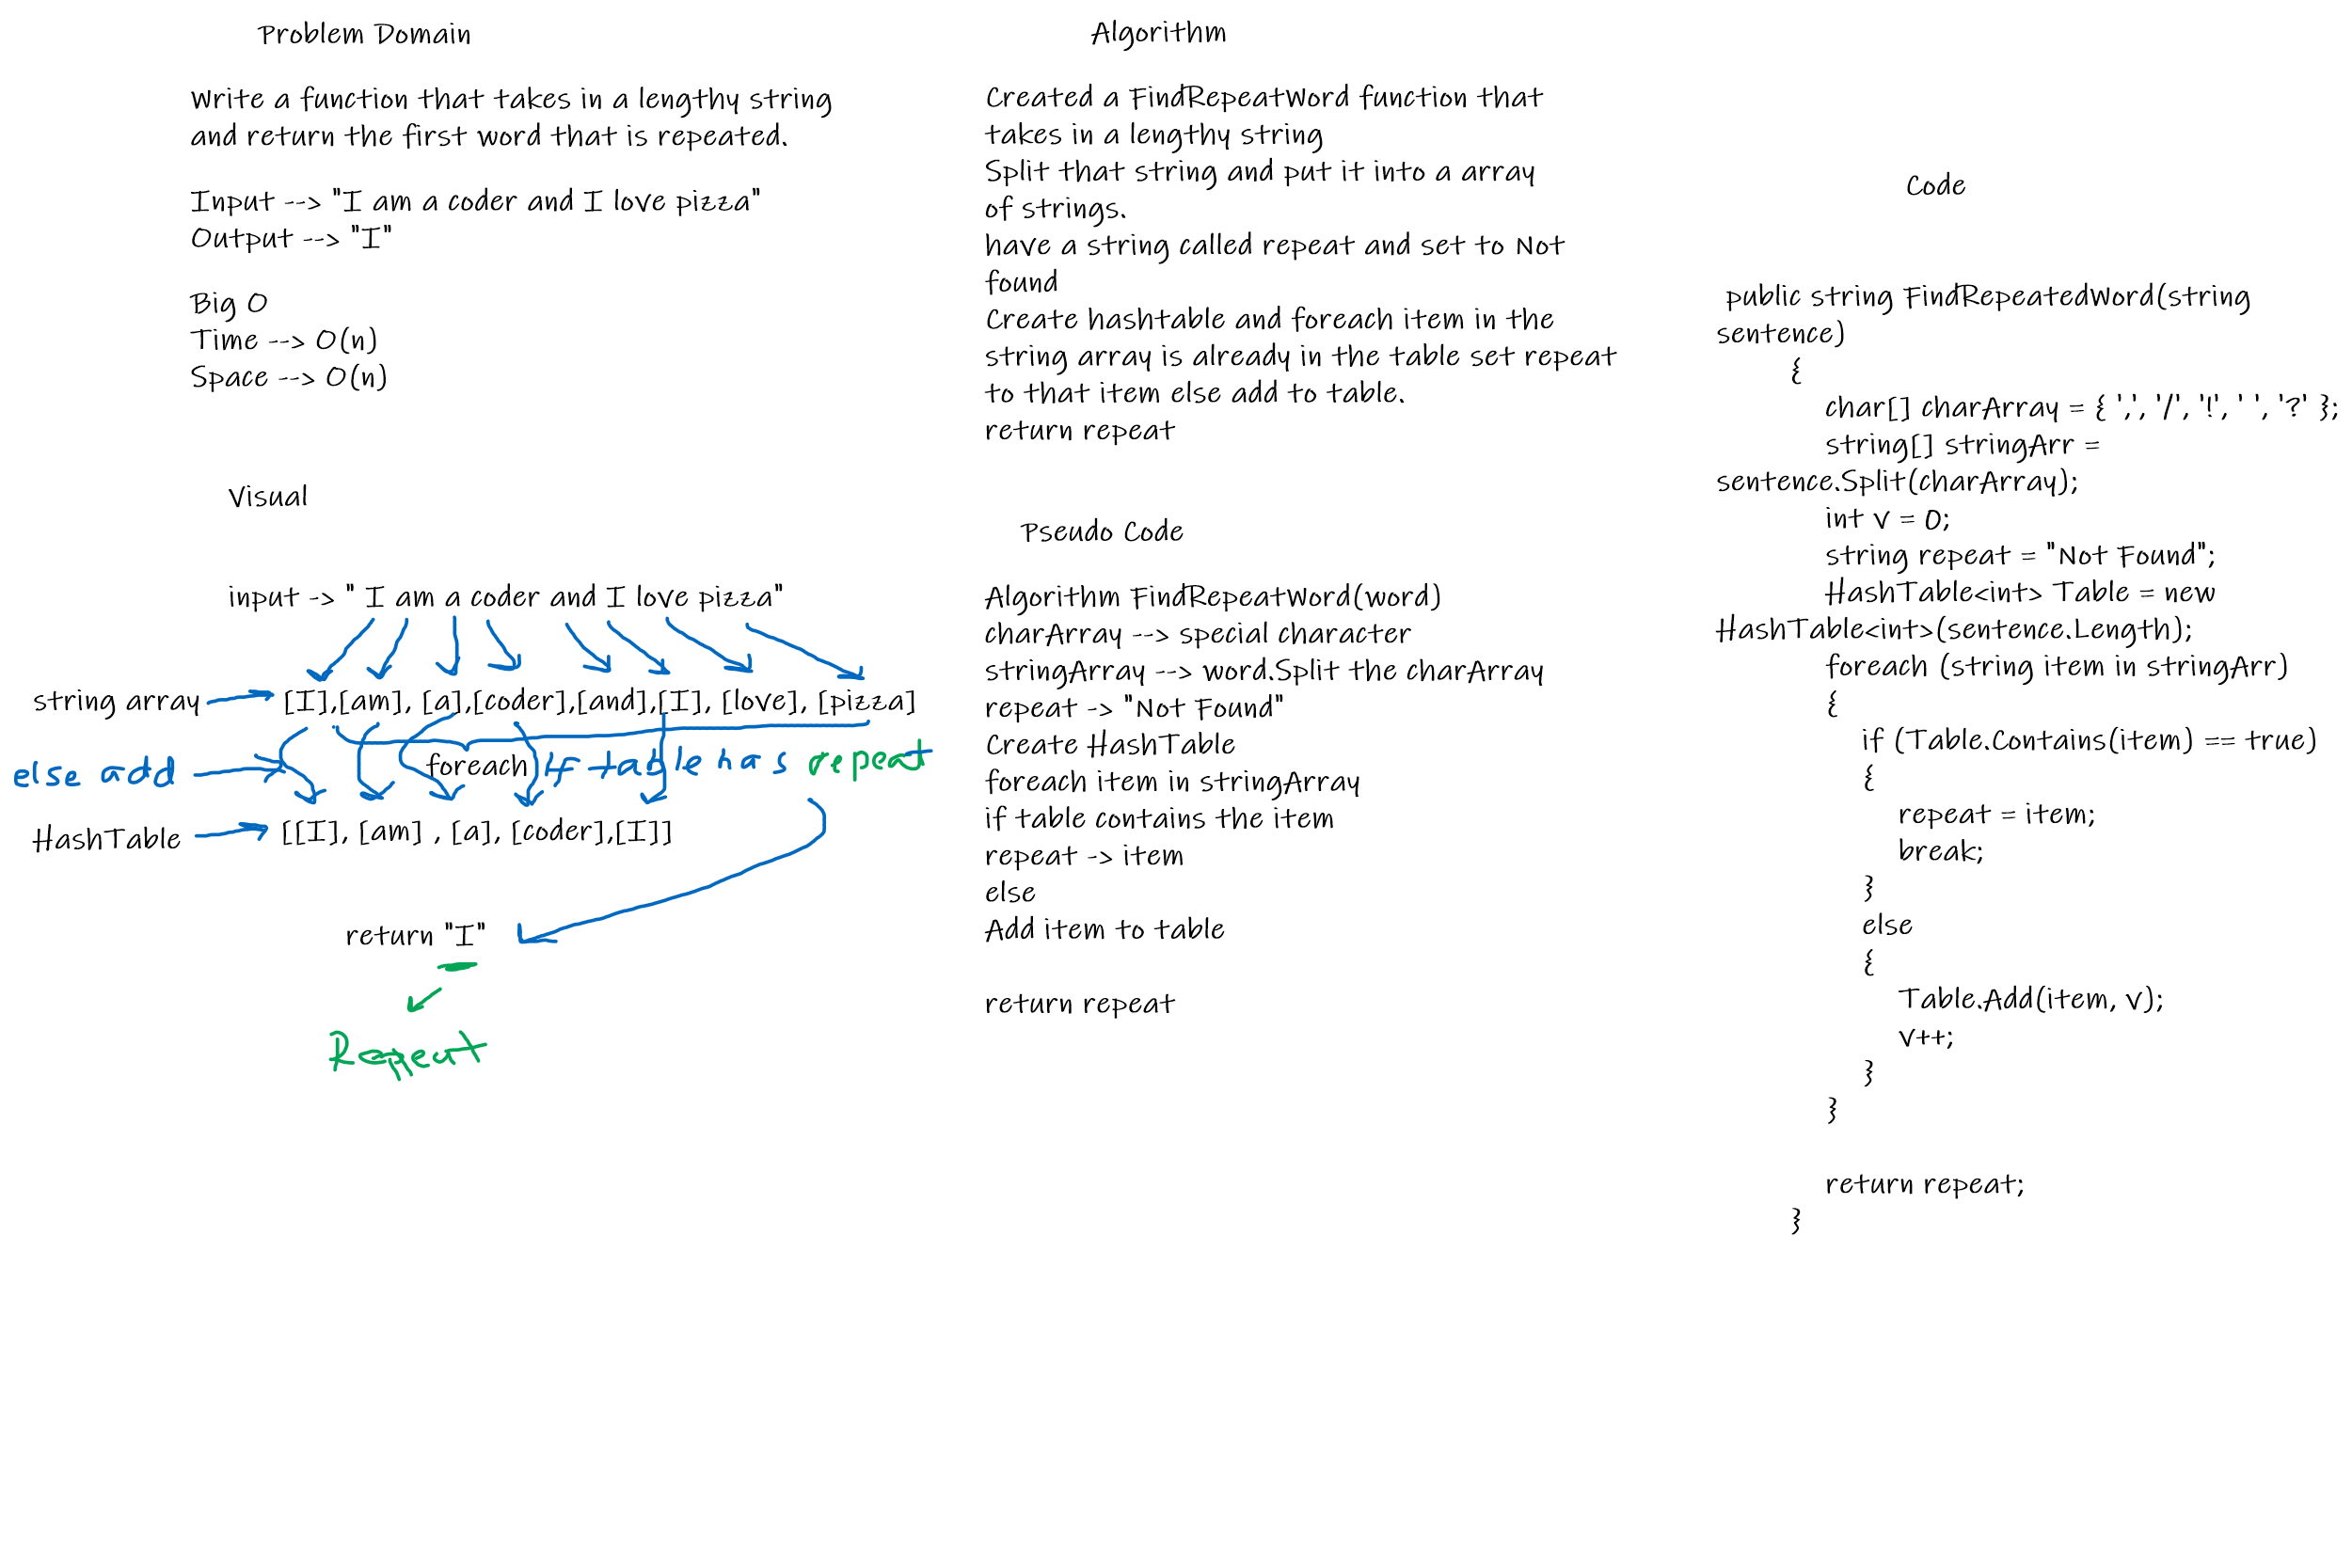 Problem Domain
Write a function that takes in a lengthy string
and return the first word that is repeated.
Input --> "I am a coder and I love pizza"
Output --> "I"
Big O
Time --> O(n)
Space --> O(n)
Visual
input -> " I am a coder and I love pizza"
string array
[I],[am], [a],[coder],[and],[I], [love], [pizza]
else add
foreach
if table has repeat
HashTable
[[I], [am] , [a], [coder],[I]]
return "I"
Repeat
Algorithm
Created a FindRepeatWord function that
takes in a lengthy string
Split that string and put it into a array
of strings.
have a string called repeat and set to Not
found
Create hashtable and foreach item in the
string array is already in the table set repeat
to that item else add to table.
return repeat
Pseudo Code
Algorithm FindRepeatWord(word)
charArray --> special character
stringArray --> word.Split the charArray
repeat -> "Not Found"
Create HashTable
foreach item in stringArray
if table contains the item
repeat -> item
else
Add item to table
return repeat
Code
public string FindRepeatedWord(string
sentence)
{
char[] charArray = { ',', '/', '!', ' ', '?' };
string[] stringArr =
sentence.Split(charArray);
int v = 0;
string repeat = "Not Found";
HashTable<int> Table = new
HashTable<int>(sentence.Length);
foreach (string item in stringArr)
{
if (Table.Contains(item) == true)
{
repeat = item;
break;
}
else
{
Table.Add(item, v);
v++;
}
}
return repeat;
}